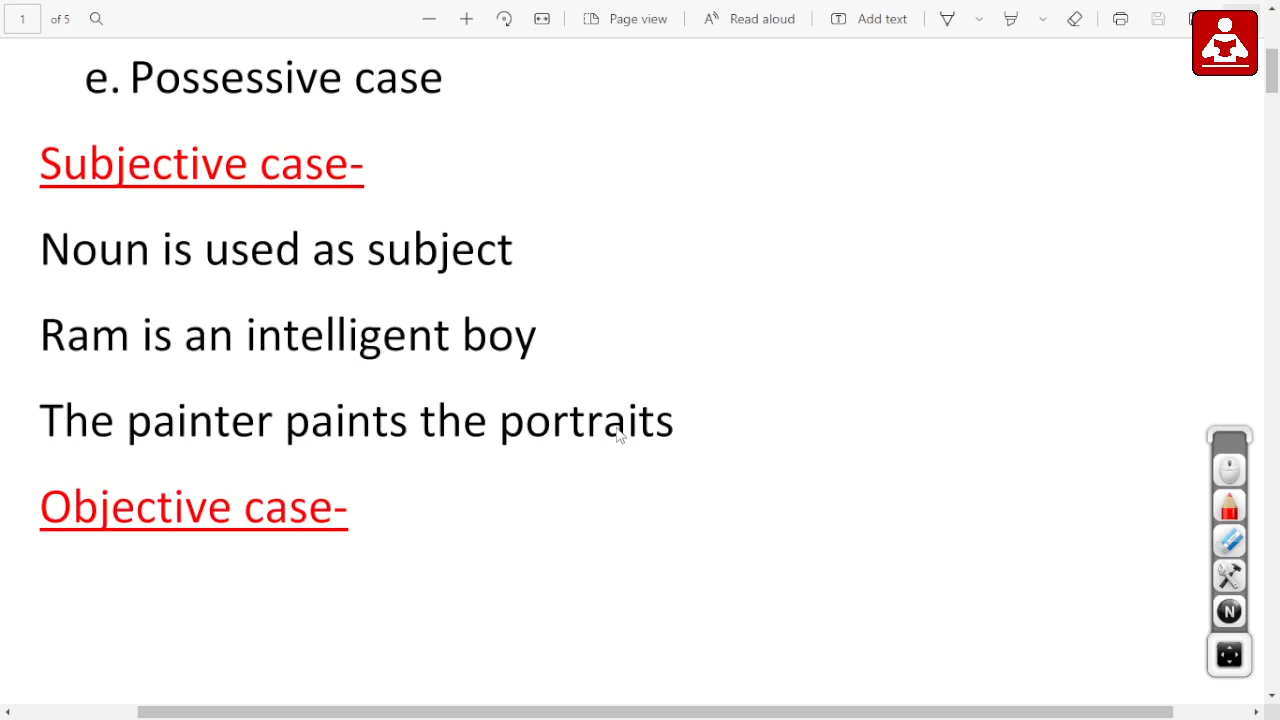 1 of 5 Page view Read aloud Add text
e. Possessive case
Subjective case-
Noun is used as subject
Ram is an intelligent boy
The painter paints the portraits
Objective case-
N